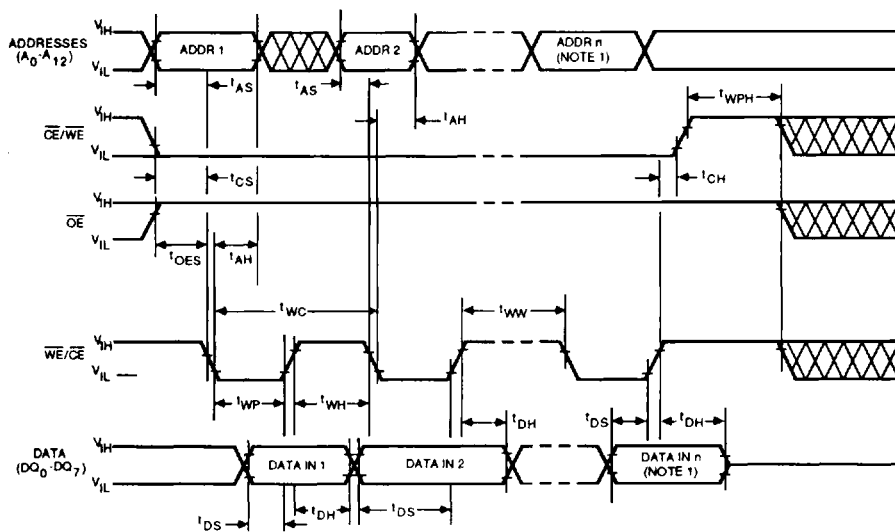 ADDRESSES
(A0-A12)
VIH
VIL
ADDR 1
ADDR 2
ADDR n
(NOTE 1)
tAS
tAS
tAH
tWPH
CE/WE
VIH
VIL
tCS
tCH
OE
VIH
VIL
tOES
tAH
tWC
tWW
WE/CE
VIH
VIL
tWP
tWH
tDH
tDS
tDH
DATA
(DQ0-DQ7)
VIH
VIL
DATA IN 1
DATA IN 2
DATA IN n
(NOTE 1)
tDS
tDH
tDS